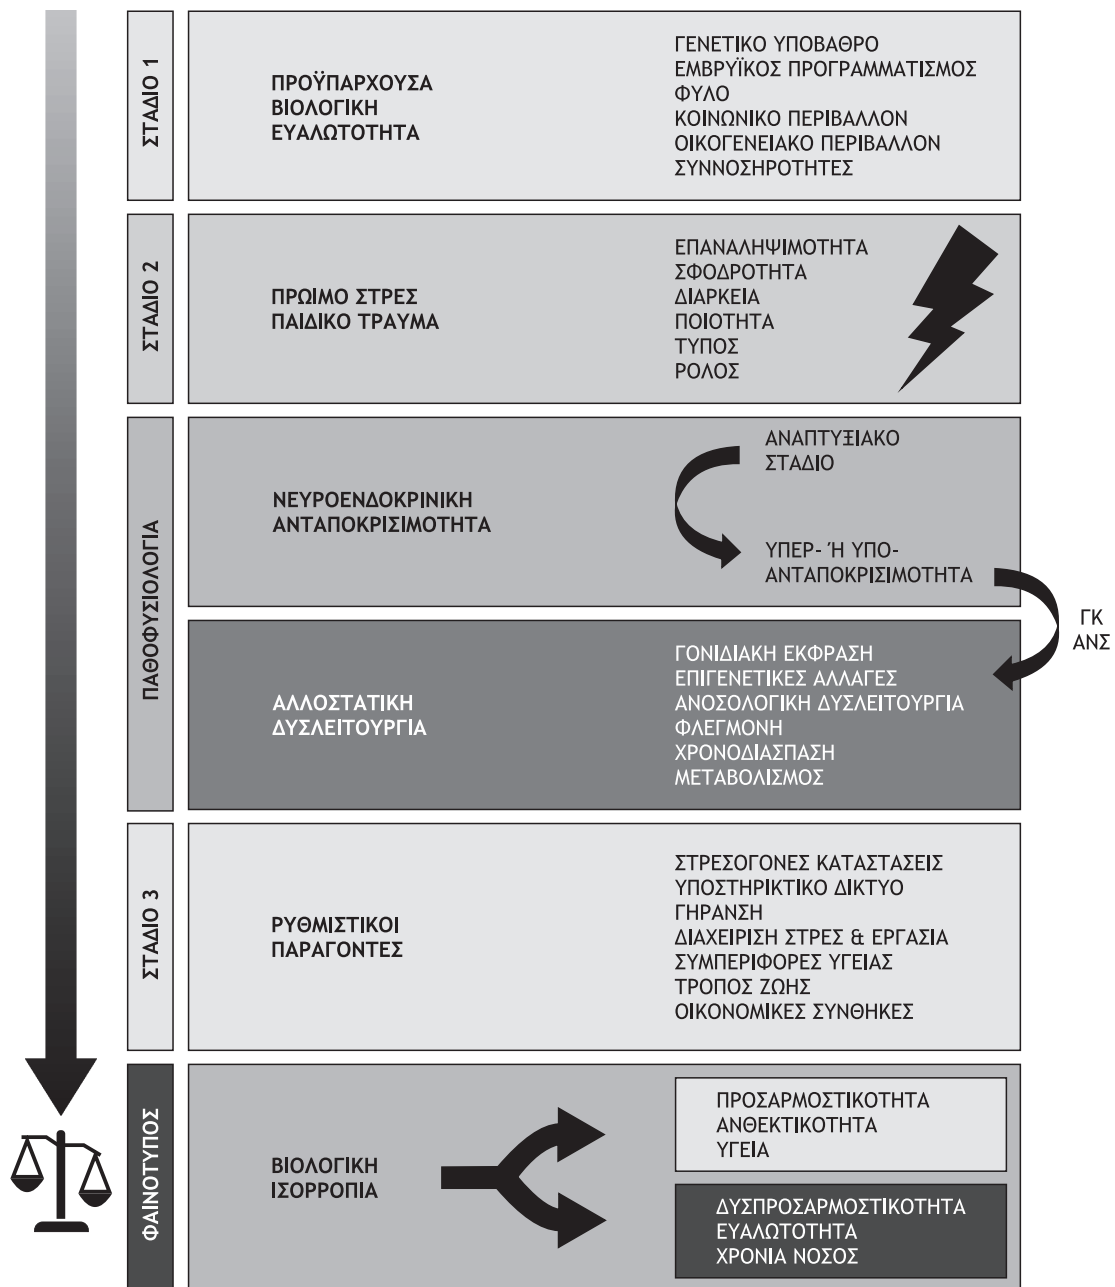 ΣΤΑΔΙΟ 1
ΠΡΟΫΠΑΡΧΟΥΣΑ
ΒΙΟΛΟΓΙΚΗ
ΕΥΑΛΩΤΟΤΗΤΑ
ΓΕΝΕΤΙΚΟ ΥΠΟΒΑΘΡΟ
ΕΜΒΡΥΪΚΟΣ ΠΡΟΓΡΑΜΜΑΤΙΣΜΟΣ
ΦΥΛΟ
ΚΟΙΝΩΝΙΚΟ ΠΕΡΙΒΑΛΛΟΝ
ΟΙΚΟΓΕΝΕΙΑΚΟ ΠΕΡΙΒΑΛΛΟΝ
ΣΥΝΝΟΣΗΡΟΤΗΤΕΣ
ΣΤΑΔΙΟ 2
ΠΡΩΙΜΟ ΣΤΡΕΣ
ΠΑΙΔΙΚΟ ΤΡΑΥΜΑ
ΕΠΑΝΑΛΗΨΙΜΟΤΗΤΑ
ΣΦΟΔΡΟΤΗΤΑ
ΔΙΑΡΚΕΙΑ
ΠΟΙΟΤΗΤΑ
ΤΥΠΟΣ
ΡΟΛΟΣ
ΠΑΘΟΦΥΣΙΟΛΟΓΙΑ
ΝΕΥΡΟΕΝΔΟΚΡΙΝΙΚΗ
ΑΝΤΑΠΟΚΡΙΣΙΜΟΤΗΤΑ
ΑΝΑΠΤΥΞΙΑΚΟ
ΣΤΑΔΙΟ
ΥΠΕΡ- Ή ΥΠΟ-
ΑΝΤΑΠΟΚΡΙΣΙΜΟΤΗΤΑ
ΓΚ
ΑΝΣ
ΑΛΛΟΣΤΑΤΙΚΗ
ΔΥΣΛΕΙΤΟΥΡΓΙΑ
ΓΟΝΙΔΙΑΚΗ ΕΚΦΡΑΣΗ
ΕΠΙΓΕΝΕΤΙΚΕΣ ΑΛΛΑΓΕΣ
ΑΝΟΣΟΛΟΓΙΚΗ ΔΥΣΛΕΙΤΟΥΡΓΙΑ
ΦΛΕΓΜΟΝΗ
ΧΡΟΝΟΔΙΑΣΠΑΣΗ
ΜΕΤΑΒΟΛΙΣΜΟΣ
ΣΤΑΔΙΟ 3
ΡΥΘΜΙΣΤΙΚΟΙ
ΠΑΡΑΓΟΝΤΕΣ
ΣΤΡΕΣΟΓΟΝΕΣ ΚΑΤΑΣΤΑΣΕΙΣ
ΥΠΟΣΤΗΡΙΚΤΙΚΟ ΔΙΚΤΥΟ
ΓΗΡΑΝΣΗ
ΔΙΑΧΕΙΡΙΣΗ ΣΤΡΕΣ & ΕΡΓΑΣΙΑ
ΣΥΜΠΕΡΙΦΟΡΕΣ ΥΓΕΙΑΣ
ΤΡΟΠΟΣ ΖΩΗΣ
ΟΙΚΟΝΟΜΙΚΕΣ ΣΥΝΘΗΚΕΣ
ΦΑΙΝΟΤΥΠΟΣ
ΒΙΟΛΟΓΙΚΗ
ΙΣΟΡΡΟΠΙΑ
ΠΡΟΣΑΡΜΟΣΤΙΚΟΤΗΤΑ
ΑΝΘΕΚΤΙΚΟΤΗΤΑ
ΥΓΕΙΑ
ΔΥΣΠΡΟΣΑΡΜΟΣΤΙΚΟΤΗΤΑ
ΕΥΑΛΩΤΟΤΗΤΑ
ΧΡΟΝΙΑ ΝΟΣΟΣ